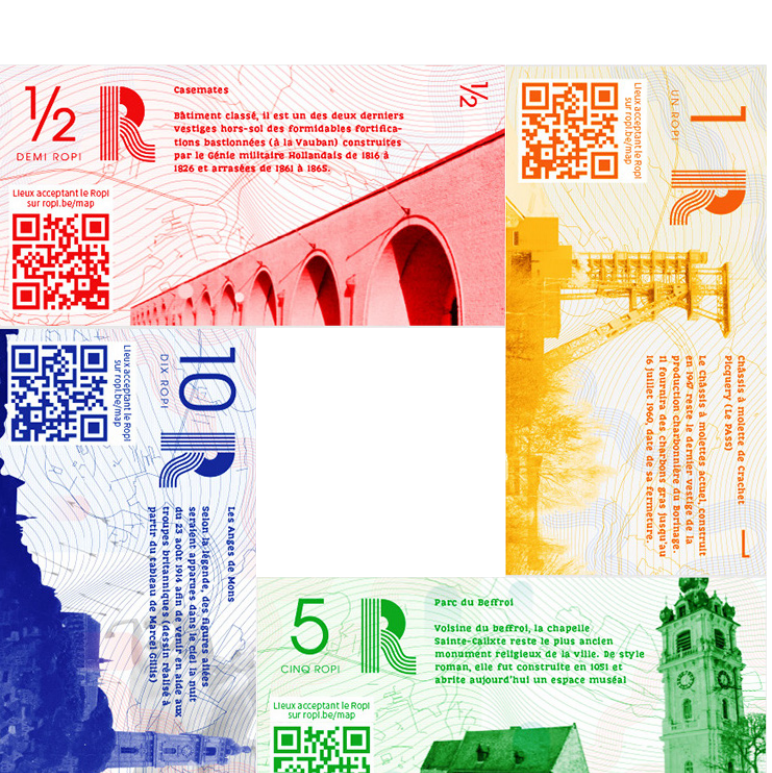 ½
DEMI ROPI
R
Casemates
Bâtiment classé, il est un des deux derniers
vestiges hors-sol des formidables fortifica-
tions bastionnées (à la Vauban) construites
par le Génie militaire Hollandais de 1816 à
1826 et arrasées de 1861 à 1865.
½
Lieux acceptant le Ropi
sur ropi.be/map
1
UN ROPI
R
Lieux acceptant le Ropi
sur ropi.be/map
Châssis à molette de Crachet
Picquery (Le PASS)
Le Châssis à molettes actuel, construit
en 1947 reste le dernier vestige de la
production charbonnière du Borinage.
Il fournira des charbons gras jusqu'au
16 juillet 1960, date de sa fermeture.
1
10
DIX ROPI
R
Lieux acceptant le Ropi
sur ropi.be/map
Les Anges de Mons
Selon la légende, des figures ailées
seraient apparues dans le ciel la nuit
du 23 août 1914 afin de venir en aide aux
troupes britanniques (dessin réalisé à
partir du tableau de Marcel Gillis)
5
CINQ ROPI
R
Parc du Beffroi
Voisine du beffroi, la chapelle
Sainte-Calixte reste le plus ancien
monument religieux de la ville. De style
roman, elle fut construite en 1051 et
abrite aujourd'hui un espace muséal
Lieux acceptant le Ropi
sur ropi.be/map